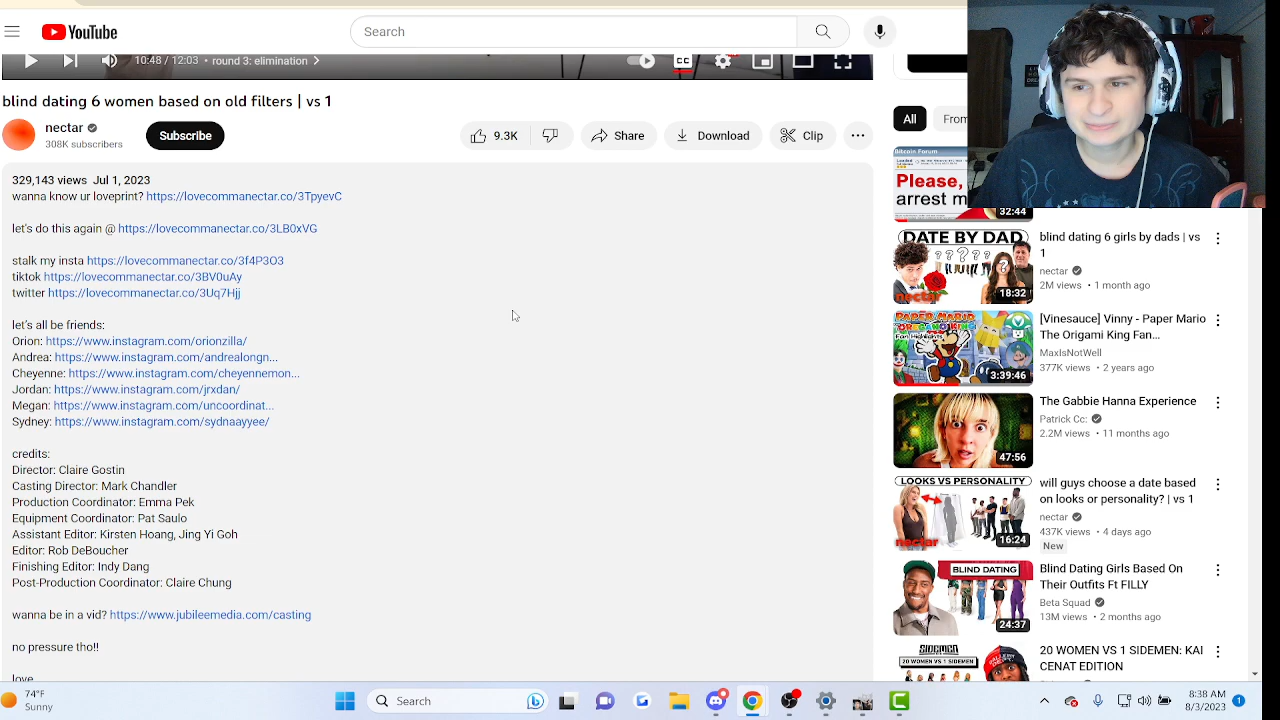 YouTube
Search
10:48 / 12:03 • round 3: elimination
CC
blind dating 6 women based on old filters | vs 1
nectar
308K subscribers
Subscribe
9.3K
Share
Download
Clip
329,143 views Jul 1, 2023
wanna know ur loveprint? https://lovecommanectar.co/3TpyevC
let's meet again @ https://lovecommanectar.co/3LB0xVG
stalk my insta https://lovecommanectar.co/3f4P3O3
tiktok https://lovecommanectar.co/3BV0uAy
twitter https://lovecommanectar.co/3Uq7Hjj
let's all be friends:
Orion: https://www.instagram.com/originzilla/
Andrea: https://www.instagram.com/andrealongn...
Cheyenne: https://www.instagram.com/cheyennemon...
Jordan: https://www.instagram.com/jrxdan/
Megan: https://www.instagram.com/uncoordinat...
Sydney: https://www.instagram.com/sydnaayyee/
credits:
Director: Claire Gostin
Casting Director: Mark Chandler
Production Coordinator: Emma Pek
Equipment Coordinator: Pat Saulo
Assistant Editor: Kirsten Hoang, Jing Yi Goh
Editor: Rob DeBoucher
Finishing Editor: Indy Dang
Post-Production Coordinator: Claire Chung
wanna be in a vid? https://www.jubileemedia.com/casting
no pressure tho!!
love
All
From
Bitcoin Forum
Please,
arrest m
32:44
DATE BY DAD
nectar
18:32
blind dating 6 girls by dads | vs
1
nectar
2M views • 1 month ago
PAPER MARIO
THE ORIGAMI KING
Fan Highlights
3:39:46
[Vinesauce] Vinny - Paper Mario
The Origami King Fan...
MaxIsNotWell
377K views • 2 years ago
47:56
The Gabbie Hanna Experience
Patrick Cc:
2.2M views • 11 months ago
LOOKS VS PERSONALITY
nectar
16:24
will guys choose a date based
on looks or personality? | vs 1
nectar
437K views • 4 days ago
New
BLIND DATING
24:37
Blind Dating Girls Based On
Their Outfits Ft FILLY
Beta Squad
13M views • 2 months ago
SIDEMEN
20 WOMEN VS 1 SIDEMEN
20 WOMEN VS 1 SIDEMEN: KAI
CENAT EDITION
74°F
Sunny
Search
8:38 AM
8/3/2023
1